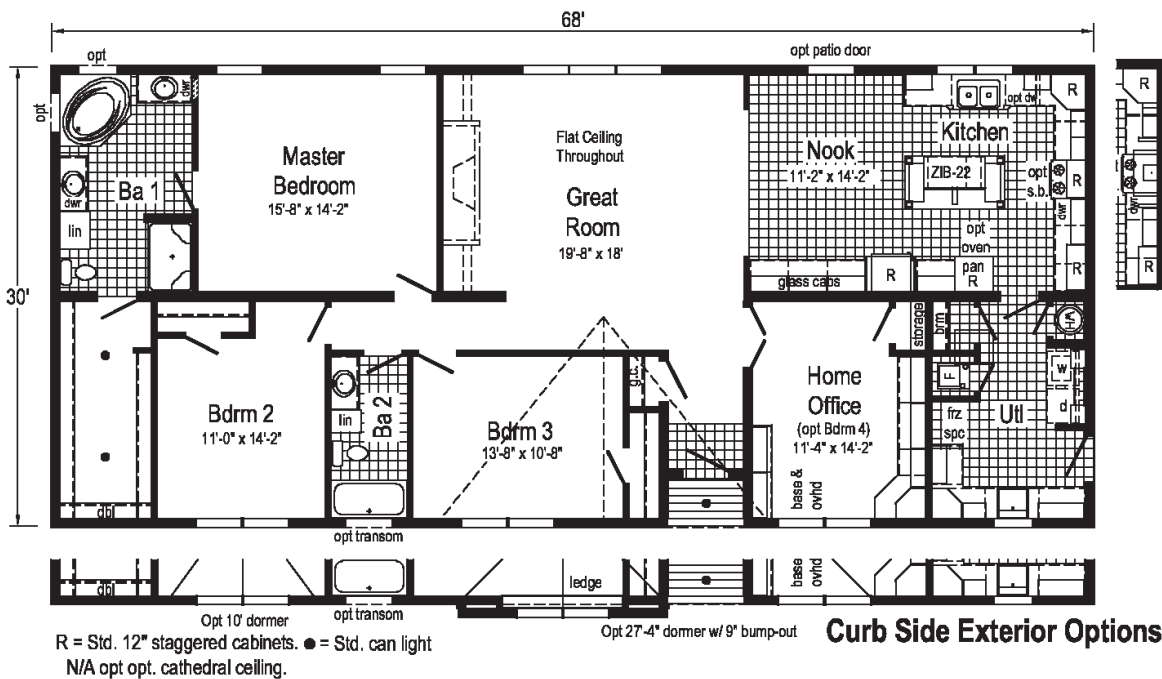 68'
opt
opt patio door
opt
dwr
R
opt dw
R
Kitchen
Flat Ceiling
Throughout
Master
Bedroom
15'-8" x 14'-2"
Nook
11'-2" x 14'-2"
ZIB-22
opt
s.b.
R
dwr
dwr
Ba 1
dwr
lin
Great
Room
19'-8" x 18'
opt
oven
pan
R
R
R
R
glass cabs
30'
storage
brm
WH
g.c.
F
w
d
Home
Office
(opt Bdrm 4)
11'-4" x 14'-2"
Bdrm 2
11'-0" x 14'-2"
lin
Ba 2
Bdrm 3
13'-8" x 10'-8"
frz
spc
Utl
base &
ovhd
dbl
opt transom
dbl
ledge
base
ovhd
Opt 10' dormer
opt transom
Opt 27'-4" dormer w/ 9" bump-out
Curb Side Exterior Options
R = Std. 12" staggered cabinets. ● = Std. can light
N/A opt opt. cathedral ceiling.